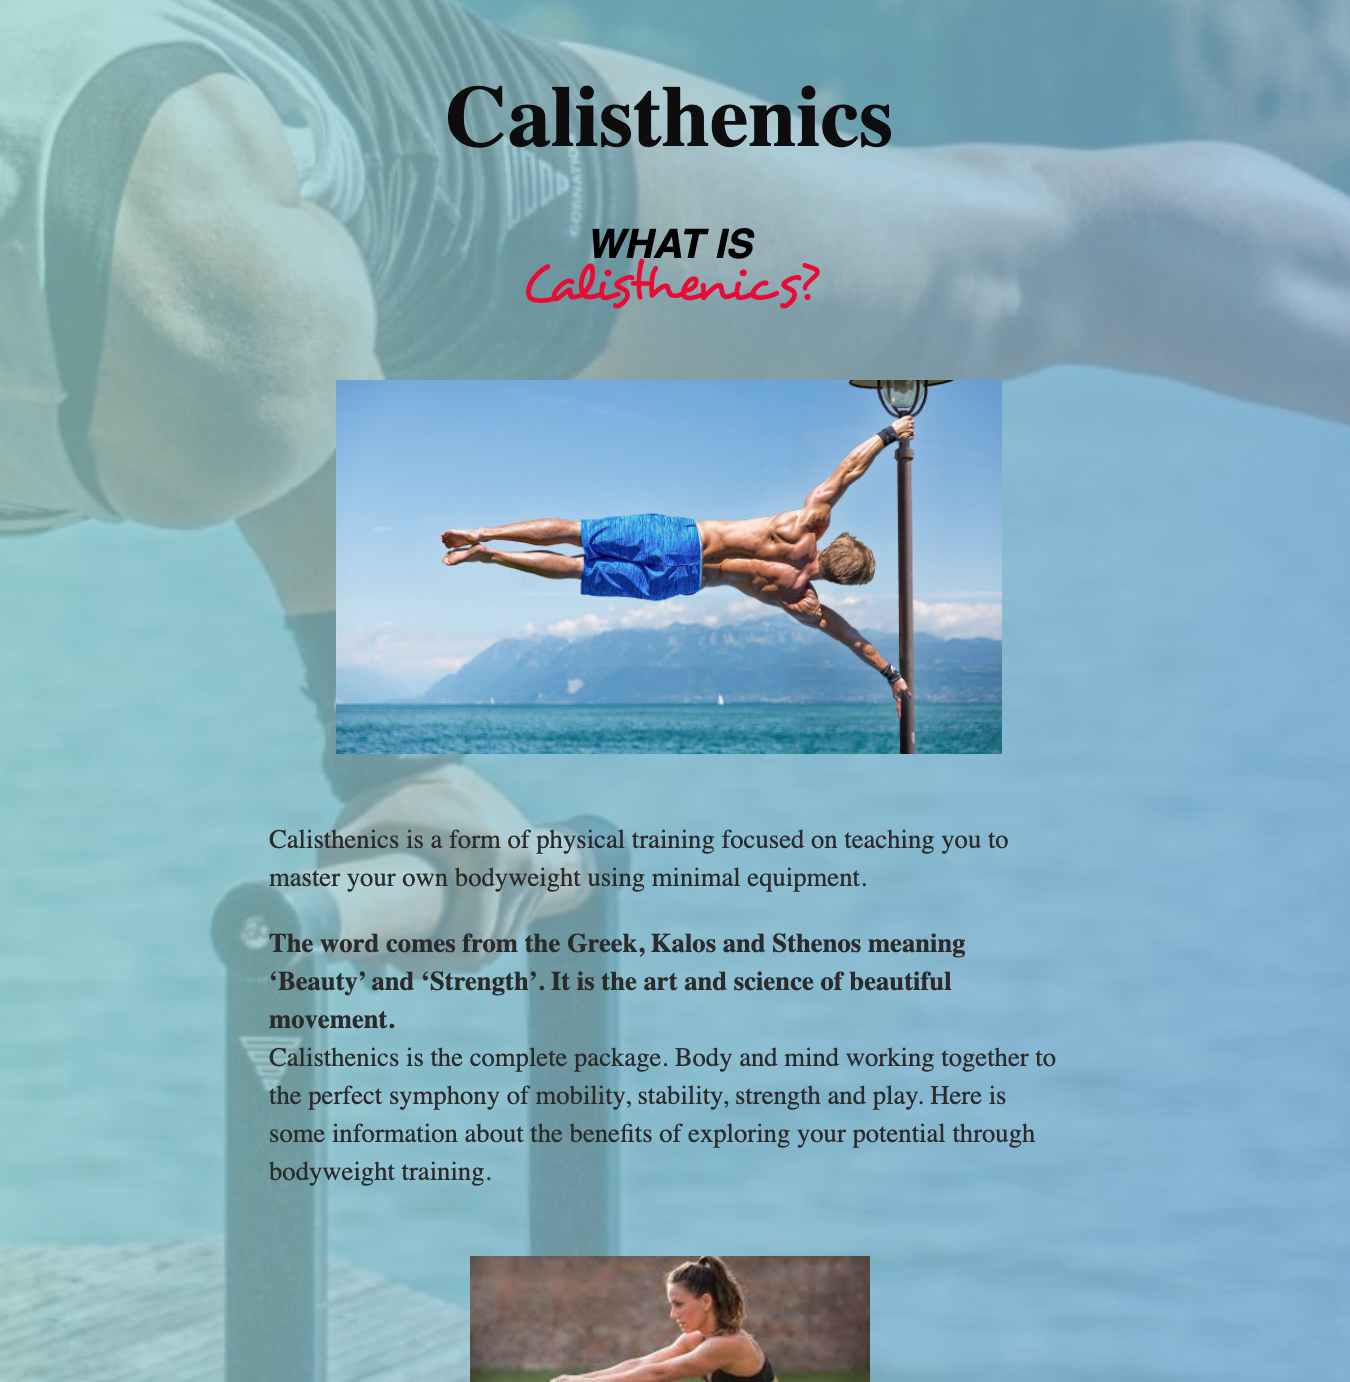 Calisthenics
WHAT IS
Calisthenics?
Calisthenics is a form of physical training focused on teaching you to
master your own bodyweight using minimal equipment.
The word comes from the Greek, Kalos and Sthenos meaning
‘Beauty’ and ‘Strength’. It is the art and science of beautiful
movement.
Calisthenics is the complete package. Body and mind working together to
the perfect symphony of mobility, stability, strength and play. Here is
some information about the benefits of exploring your potential through
bodyweight training.